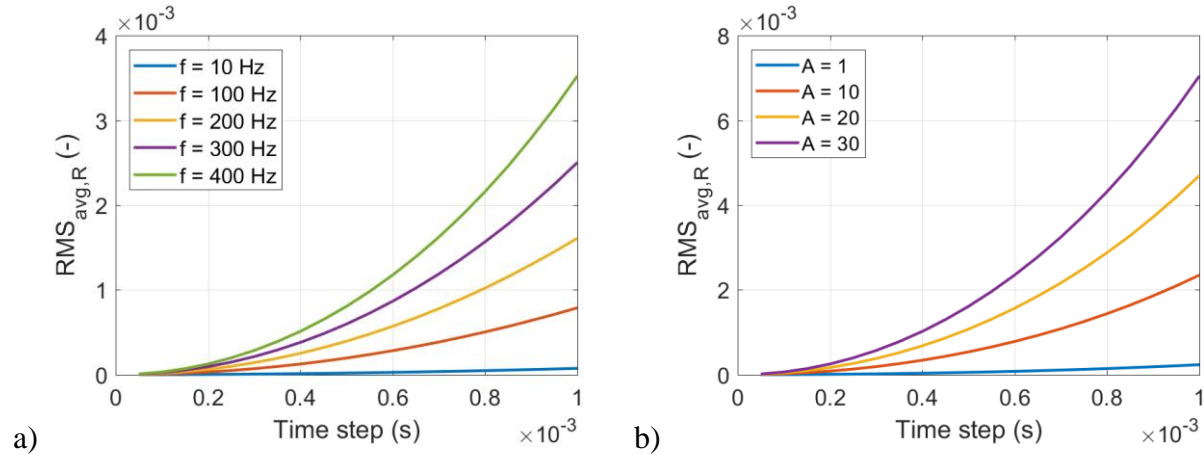 ×10⁻³
4
3
2
1
0
RMS_avg,R (-)
f = 10 Hz
f = 100 Hz
f = 200 Hz
f = 300 Hz
f = 400 Hz
0 0.2 0.4 0.6 0.8 1
Time step (s)
×10⁻³
a)
×10⁻³
8
6
4
2
0
RMS_avg,R (-)
A = 1
A = 10
A = 20
A = 30
0 0.2 0.4 0.6 0.8 1
Time step (s)
×10⁻³
b)